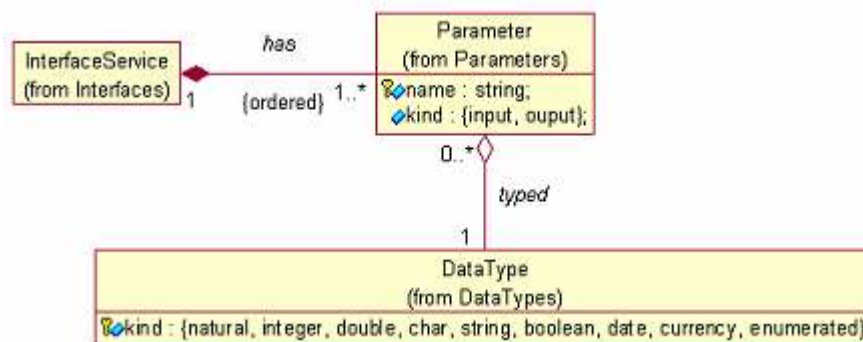 InterfaceService
(from Interfaces)
1
has
{ordered}
1..*
Parameter
(from Parameters)
name : string;
kind : {input, ouput};
0..*
typed
1
DataType
(from DataTypes)
kind : {natural, integer, double, char, string, boolean, date, currency, enumerated}